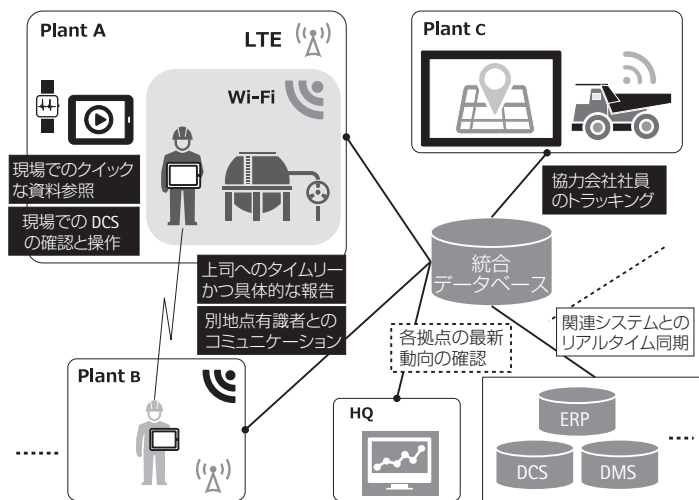 Plant A
LTE
Wi-Fi
現場でのクイック
な資料参照
現場での DCS
の確認と操作
上司へのタイムリー
かつ具体的な報告
別地点有識者との
コミュニケーション
Plant B
Plant C
協力会社社員
のトラッキング
統合
データベース
各拠点の最新
動向の確認
関連システムとの
リアルタイム同期
HQ
ERP
DCS
DMS